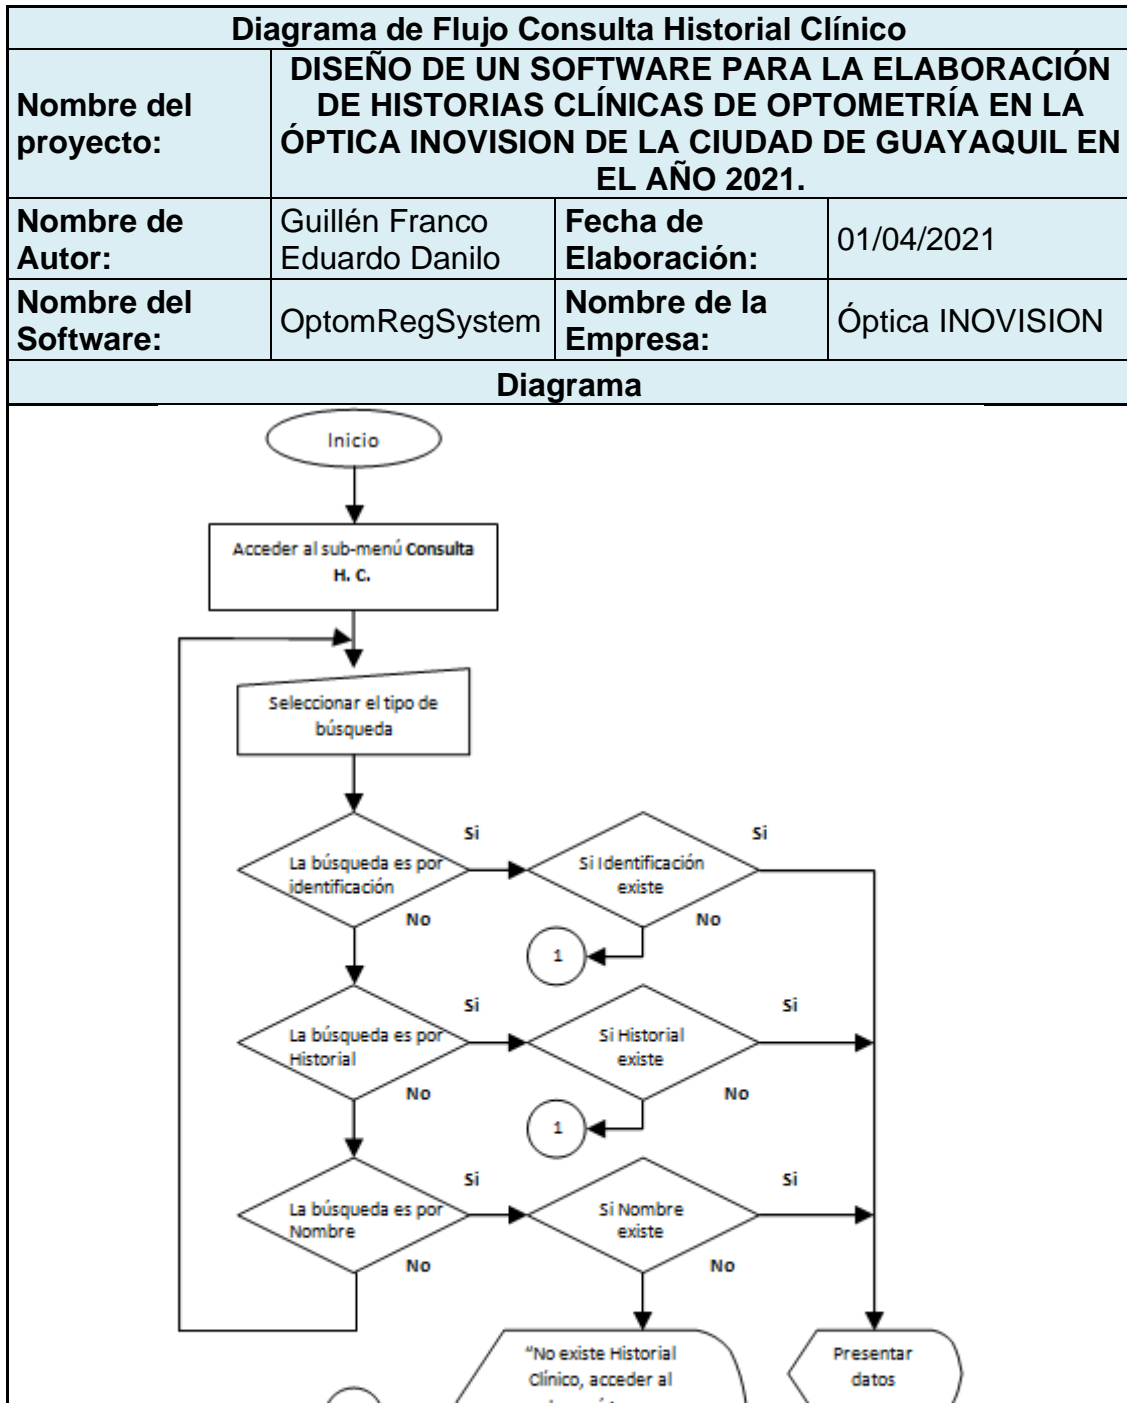 Diagrama de Flujo Consulta Historial Clínico
Nombre del
proyecto:
DISEÑO DE UN SOFTWARE PARA LA ELABORACIÓN
DE HISTORIAS CLÍNICAS DE OPTOMETRÍA EN LA
ÓPTICA INOVISION DE LA CIUDAD DE GUAYAQUIL EN
EL AÑO 2021.
Nombre de
Autor:
Guillén Franco
Eduardo Danilo
Fecha de
Elaboración:
01/04/2021
Nombre del
Software:
OptomRegSystem
Nombre de la
Empresa:
Óptica INOVISION
Diagrama
Inicio
Acceder al sub-menú Consulta
H. C.
Seleccionar el tipo de
búsqueda
La búsqueda es por
identificación
Si
No
Si Identificación
existe
Si
No
1
La búsqueda es por
Historial
Si
No
Si Historial
existe
Si
No
1
La búsqueda es por
Nombre
Si
No
Si Nombre
existe
Si
No
"No existe Historial
Clínico, acceder al
Presentar
datos